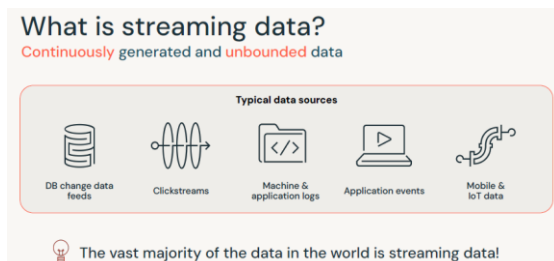 What is streaming data?
Continuously generated and unbounded data
Typical data sources
DB change data
feeds
Clickstreams
Machine &
application logs
Application events
Mobile &
IoT data
The vast majority of the data in the world is streaming data!